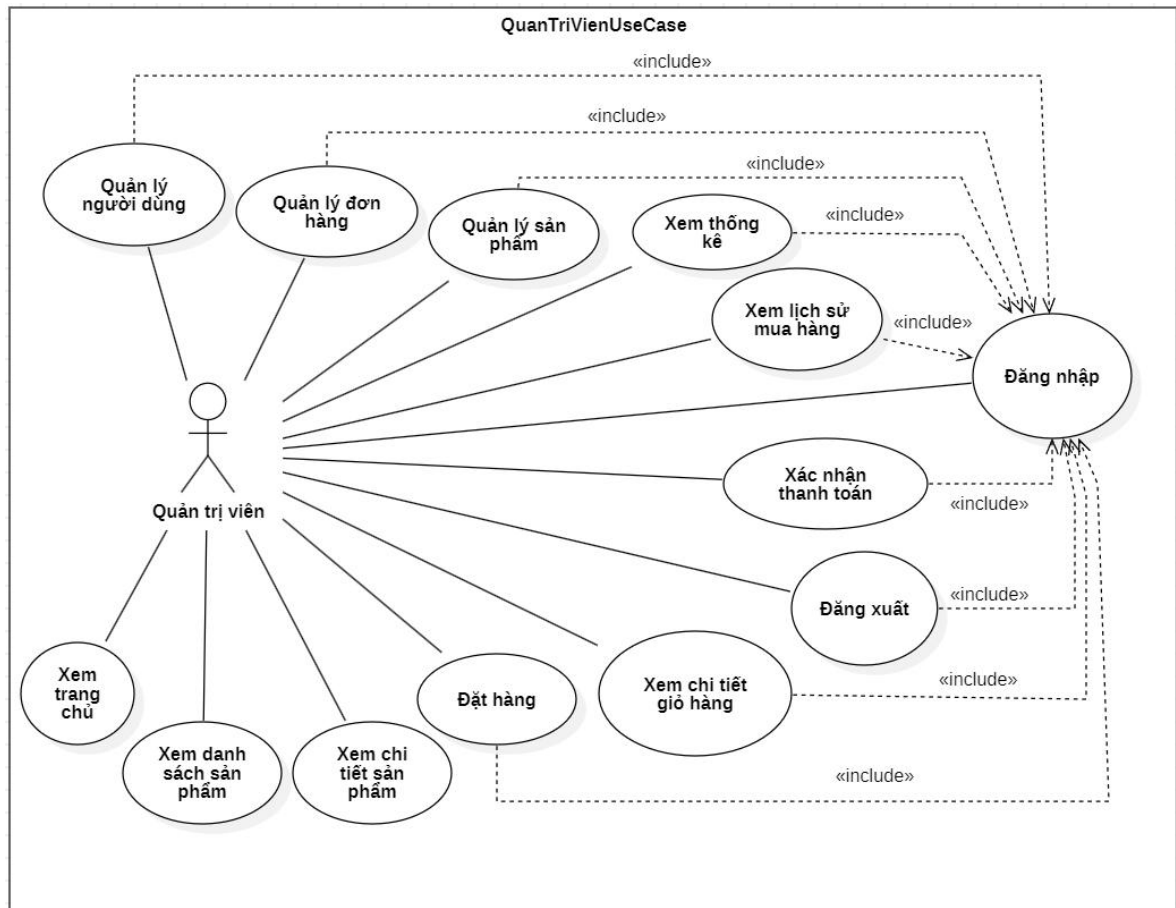 QuanTriVienUseCase
«include»
«include»
«include»
«include»
«include»
Quản lý
người dùng
Quản lý đơn
hàng
Quản lý sản
phẩm
Xem thống
kê
Xem lịch sử
mua hàng
Đăng nhập
Quản trị viên
Xác nhận
thanh toán
«include»
Đăng xuất
«include»
Xem
trang
chủ
Xem danh
sách sản
phẩm
Xem chi
tiết sản
phẩm
Đặt hàng
Xem chi tiết
giỏ hàng
«include»
«include»